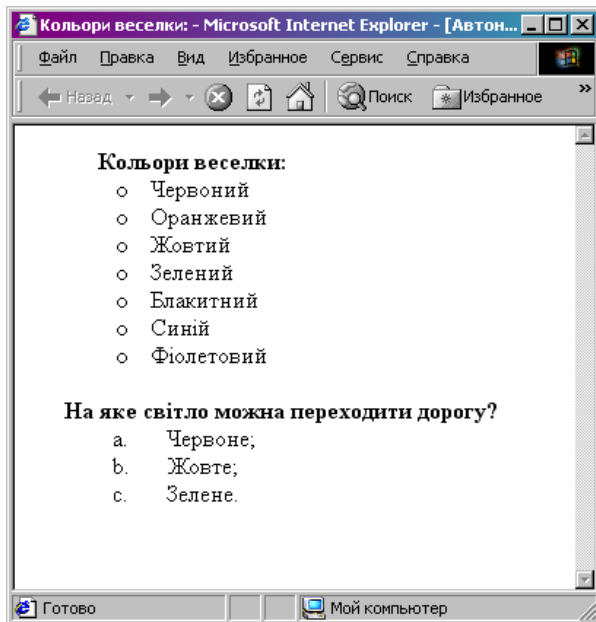 Кольори веселки: - Microsoft Internet Explorer - [Автон...
Файл Правка Вид Избранное Сервис Справка
Назад Поиск Избранное »
Кольори веселки:
o Червоний
o Оранжевий
o Жовтий
o Зелений
o Блакитний
o Синій
o Фіолетовий
На яке світло можна переходити дорогу?
a. Червоне;
b. Жовте;
c. Зелене.
Готово Мой компьютер